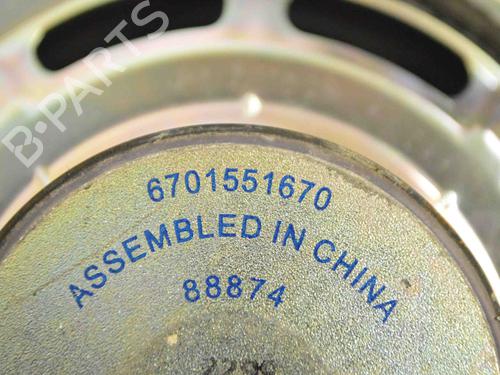 B-PARTS
6701551670
ASSEMBLED IN CHINA
88874